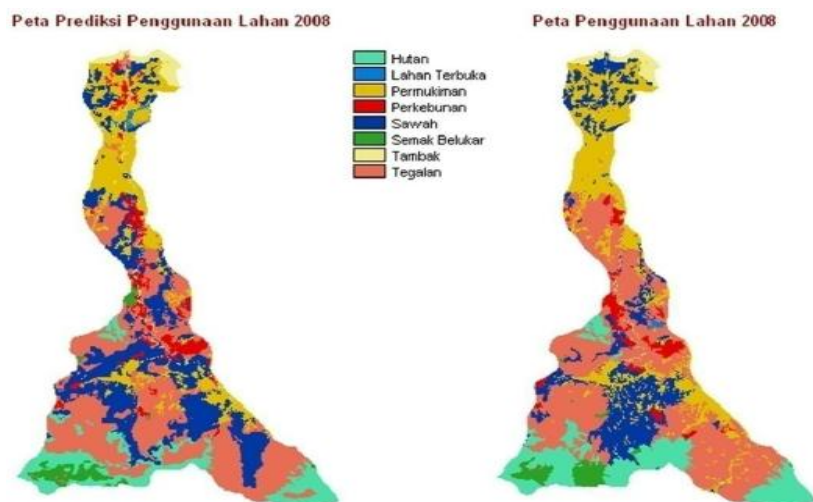 Peta Prediksi Penggunaan Lahan 2008
Peta Penggunaan Lahan 2008
Hutan
Lahan Terbuka
Permukiman
Perkebunan
Sawah
Semak Belukar
Tambak
Tegalan